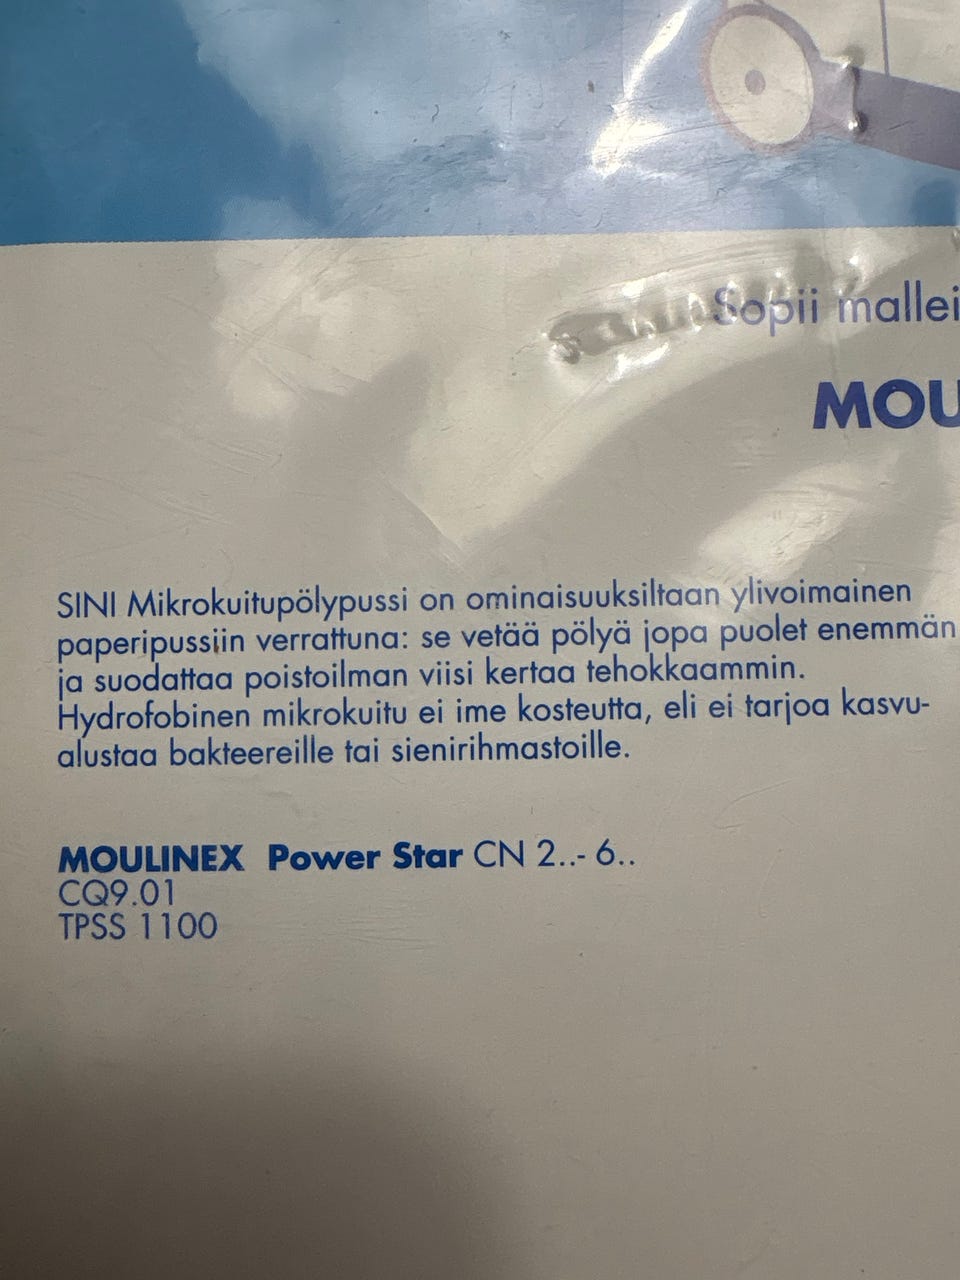 Sopii mallei
MOU
SINI Mikrokuitupölypussi on ominaisuuksiltaan ylivoimainen
paperipussiin verrattuna: se vetää pölyä jopa puolet enemmän
ja suodattaa poistoilman viisi kertaa tehokkaammin.
Hydrofobinen mikrokuitu ei ime kosteutta, eli ei tarjoa kasvu-
alustaa bakteereille tai sienirihmastoille.
MOULINEX Power Star CN 2..- 6..
CQ9.01
TPSS 1100